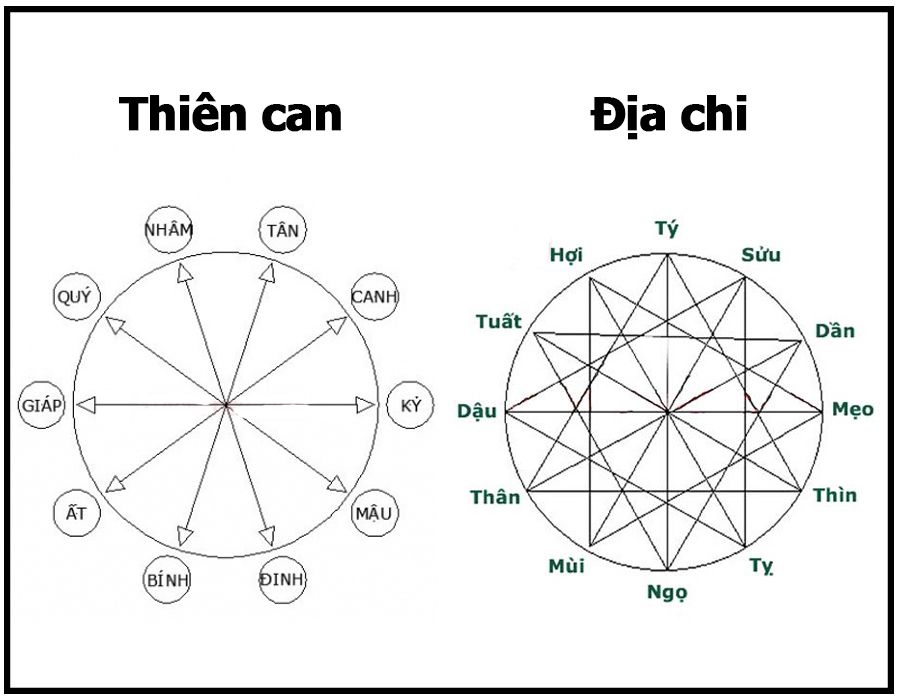 Thiên can
Địa chi
NHÂM
TÂN
QUÝ
CANH
GIÁP
KỶ
ẤT
MẬU
BÍNH
ĐINH
Tý
Hợi
Sửu
Tuất
Dần
Dậu
Mẹo
Thân
Thìn
Mùi
Tỵ
Ngọ